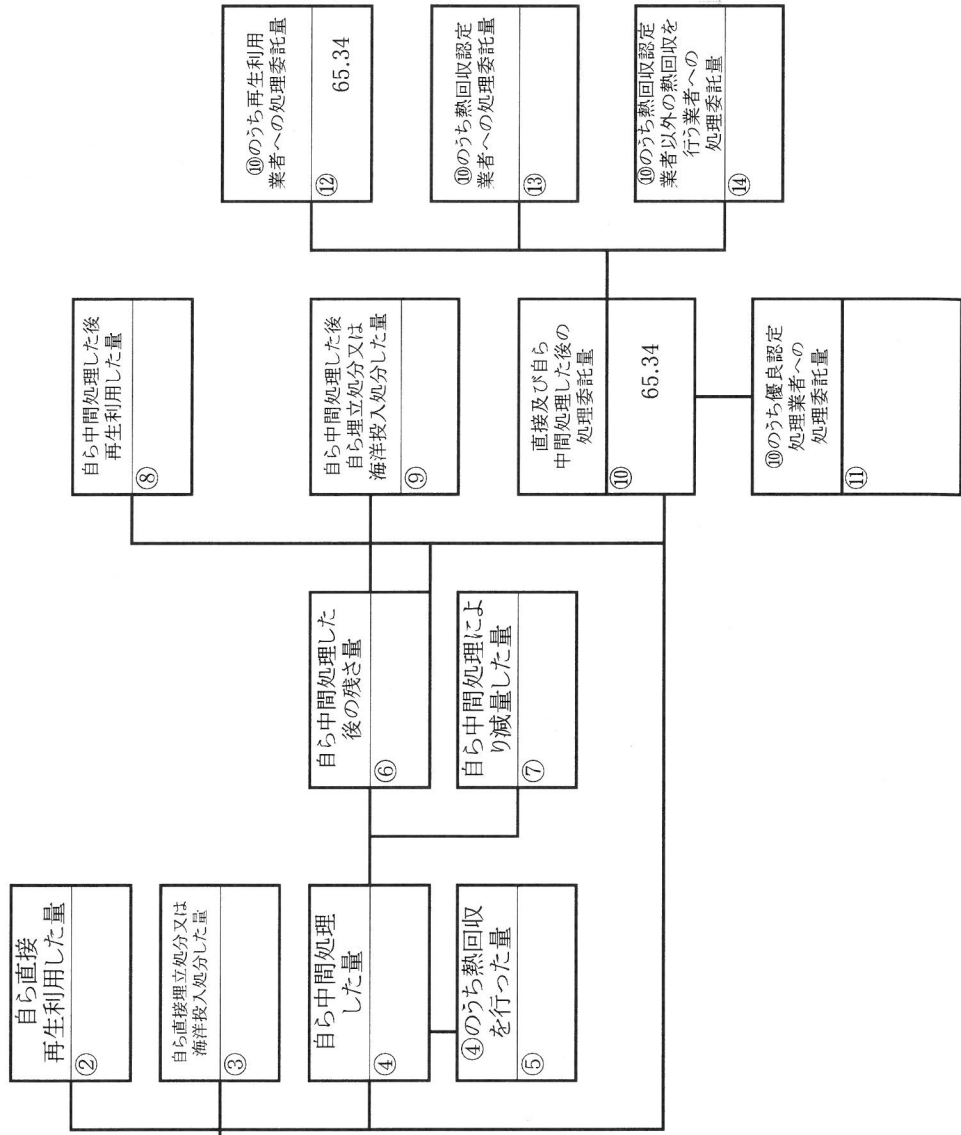 自ら直接
再生利用した量
②
自ら直接埋立処分又は
海洋投入処分した量
③
自ら中間処理
した量
④
④のうち熱回収
を行った量
⑤
自ら中間処理した
後の残さ量
⑥
自ら中間処理によ
り減量した量
⑦
自ら中間処理した後
再生利用した量
⑧
自ら中間処理した後
自ら埋立処分又は
海洋投入処分した量
⑨
直接及び自ら
中間処理した後の
処理委託量
⑩
65.34
⑩のうち優良認定
処理業者への
処理委託量
⑪
⑩のうち再生利用
業者への処理委託量
⑫
65.34
⑩のうち熱回収認定
業者への処理委託量
⑬
⑩のうち熱回収認定
業者以外の熱回収を
行う業者への
処理委託量
⑭